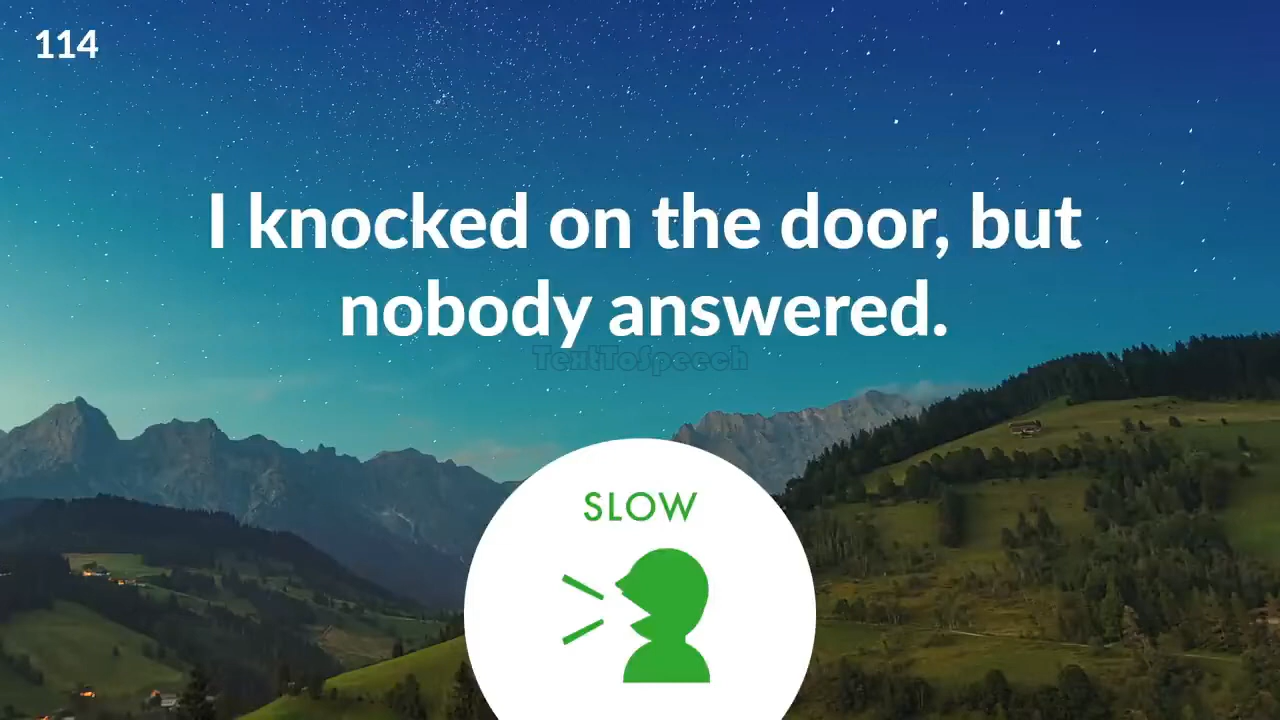 114
I knocked on the door, but
nobody answered.
TextToSpeech
SLOW